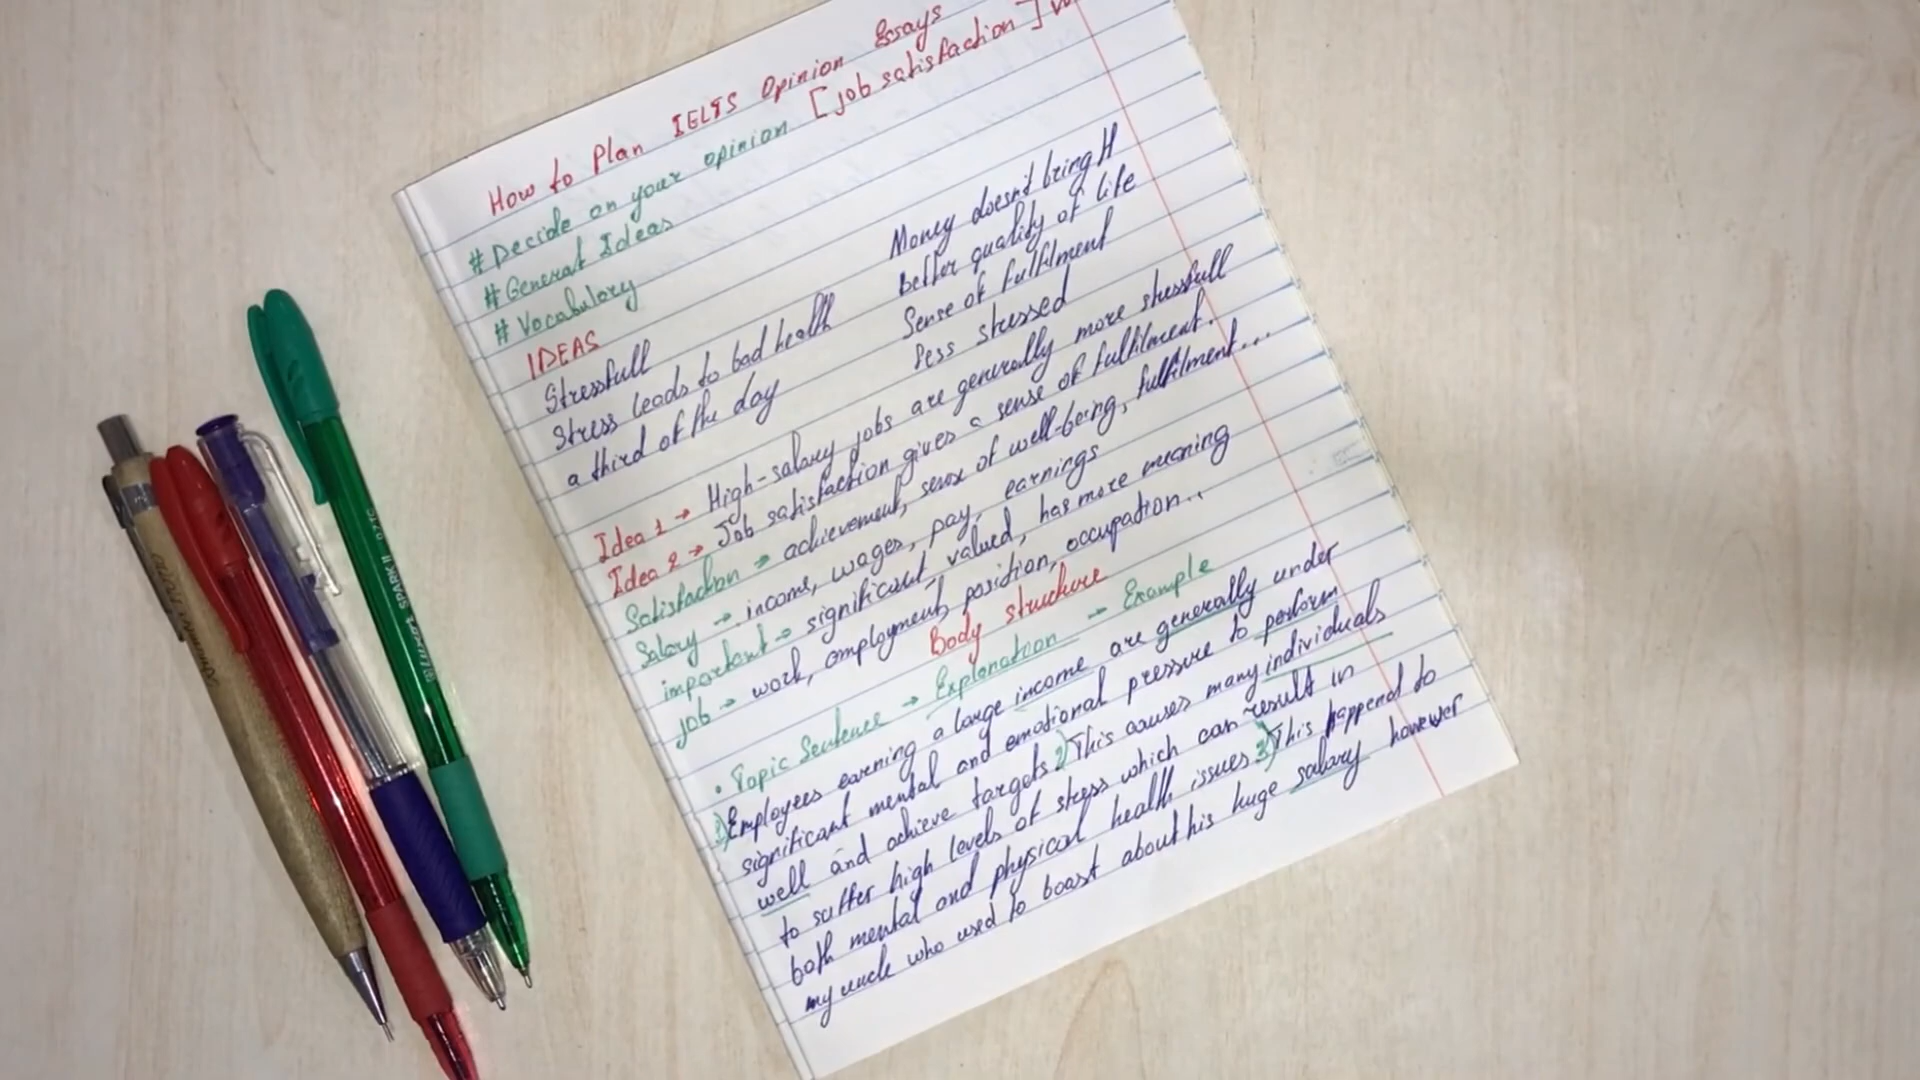 How to Plan IELTS Opinion Essays
# Decide on your opinion [job satisfaction]
# Generat Ideas
# Vocabulary
IDEAS
Stressfull
Stress leads to bad health
a third of the day
Money doesn't bring H
better quality of life
Sense of fulfilment
less stressed
Idea 1 → High-salary jobs are generally more stressfull
Idea 2 → Job satisfaction gives a sense of fulfilment.
Satisfaction → achievement, sense of well-being, fulfilment...
Salary → income, wages, pay, earnings
important → significant, valued, has more meaning
job → work, employment, position, occupation...
Body structure
• Topic Sentence → Explanation → Example
1) Employees earning a large income are generally under
significant mental and emotional pressure to perform
well and achieve targets 2) This causes many individuals
to suffer high levels of stress which can result in
both mental and physical health issues 3) This happend to
my uncle who used to boast about his huge salary however
SPARK II 0.7TC
Luxor